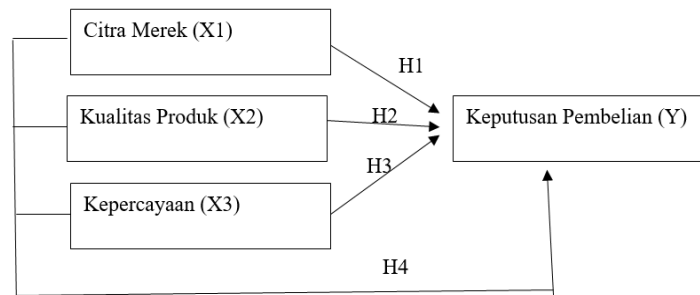 Citra Merek (X1)
H1
Kualitas Produk (X2)
H2
Keputusan Pembelian (Y)
H3
Kepercayaan (X3)
H4